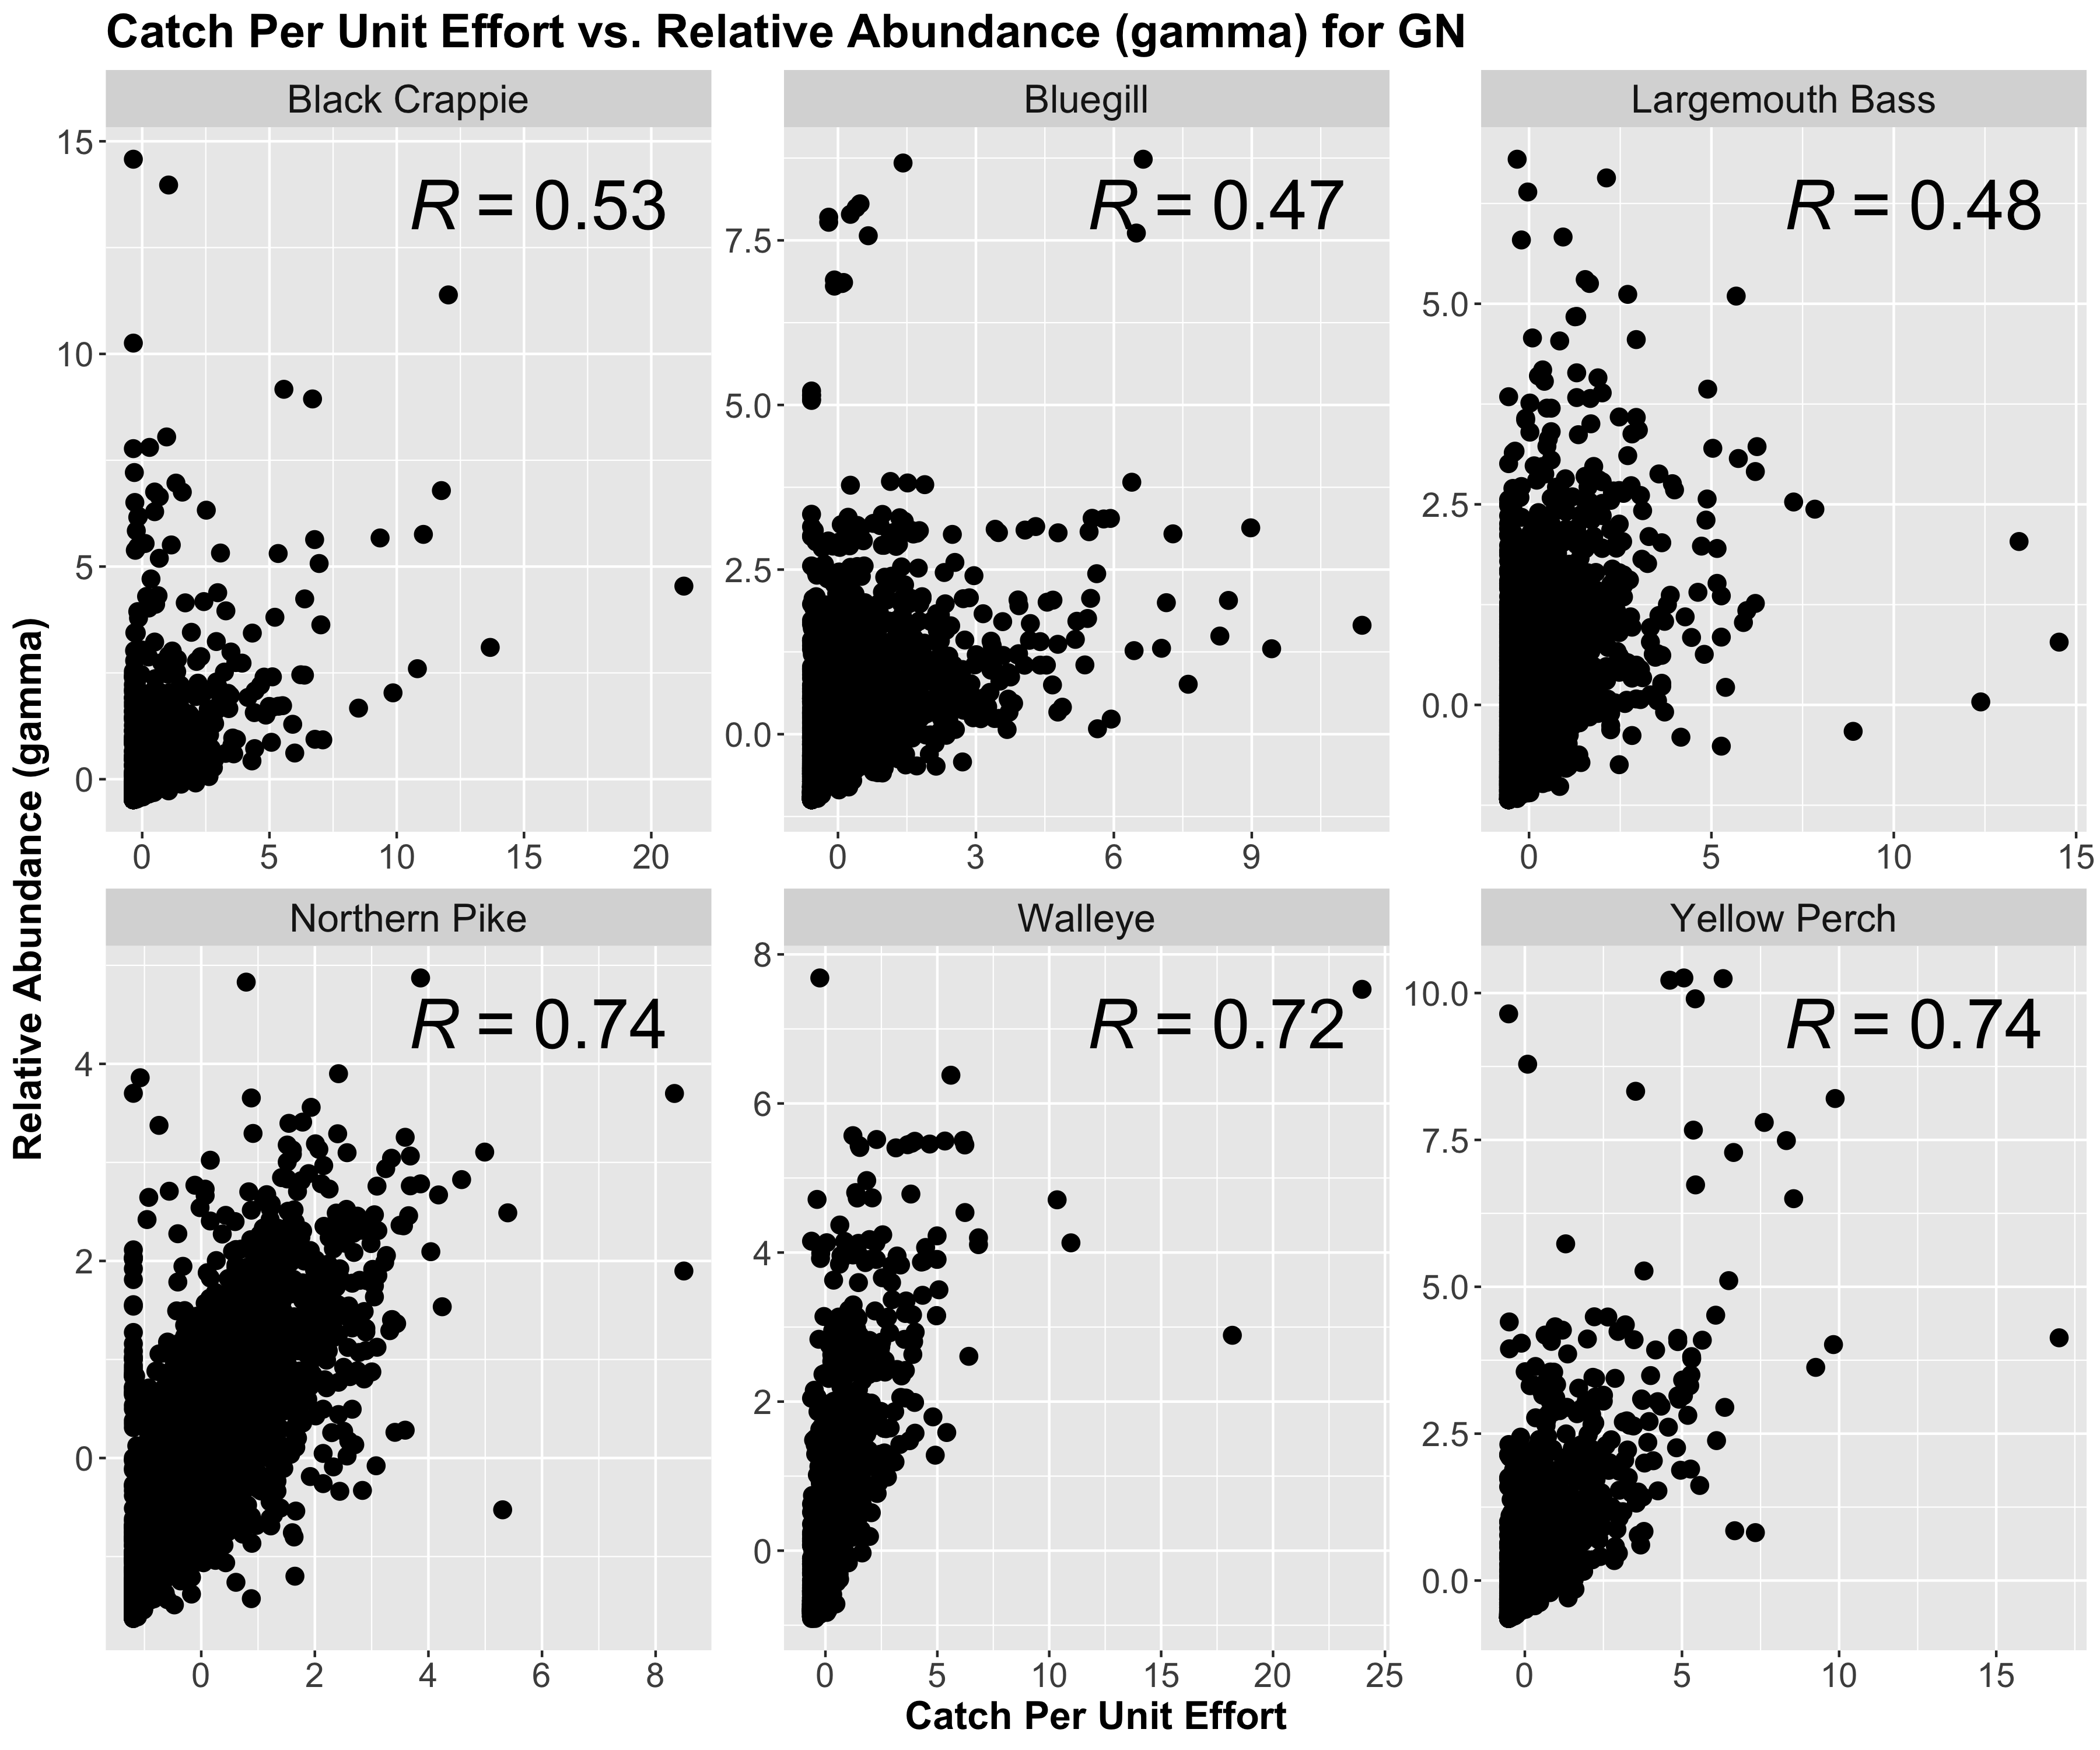 Catch Per Unit Effort vs. Relative Abundance (gamma) for GN
Black Crappie
Bluegill
Largemouth Bass
R = 0.53
R = 0.47
R = 0.48
15
10
5
0
7.5
5.0
2.5
0.0
5.0
2.5
0.0
0 5 10 15 20
0 3 6 9
0 5 10 15
Relative Abundance (gamma)
Northern Pike
Walleye
Yellow Perch
R = 0.74
R = 0.72
R = 0.74
4
2
0
8
6
4
2
0
10.0
7.5
5.0
2.5
0.0
0 2 4 6 8
0 5 10 15 20 25
0 5 10 15
Catch Per Unit Effort